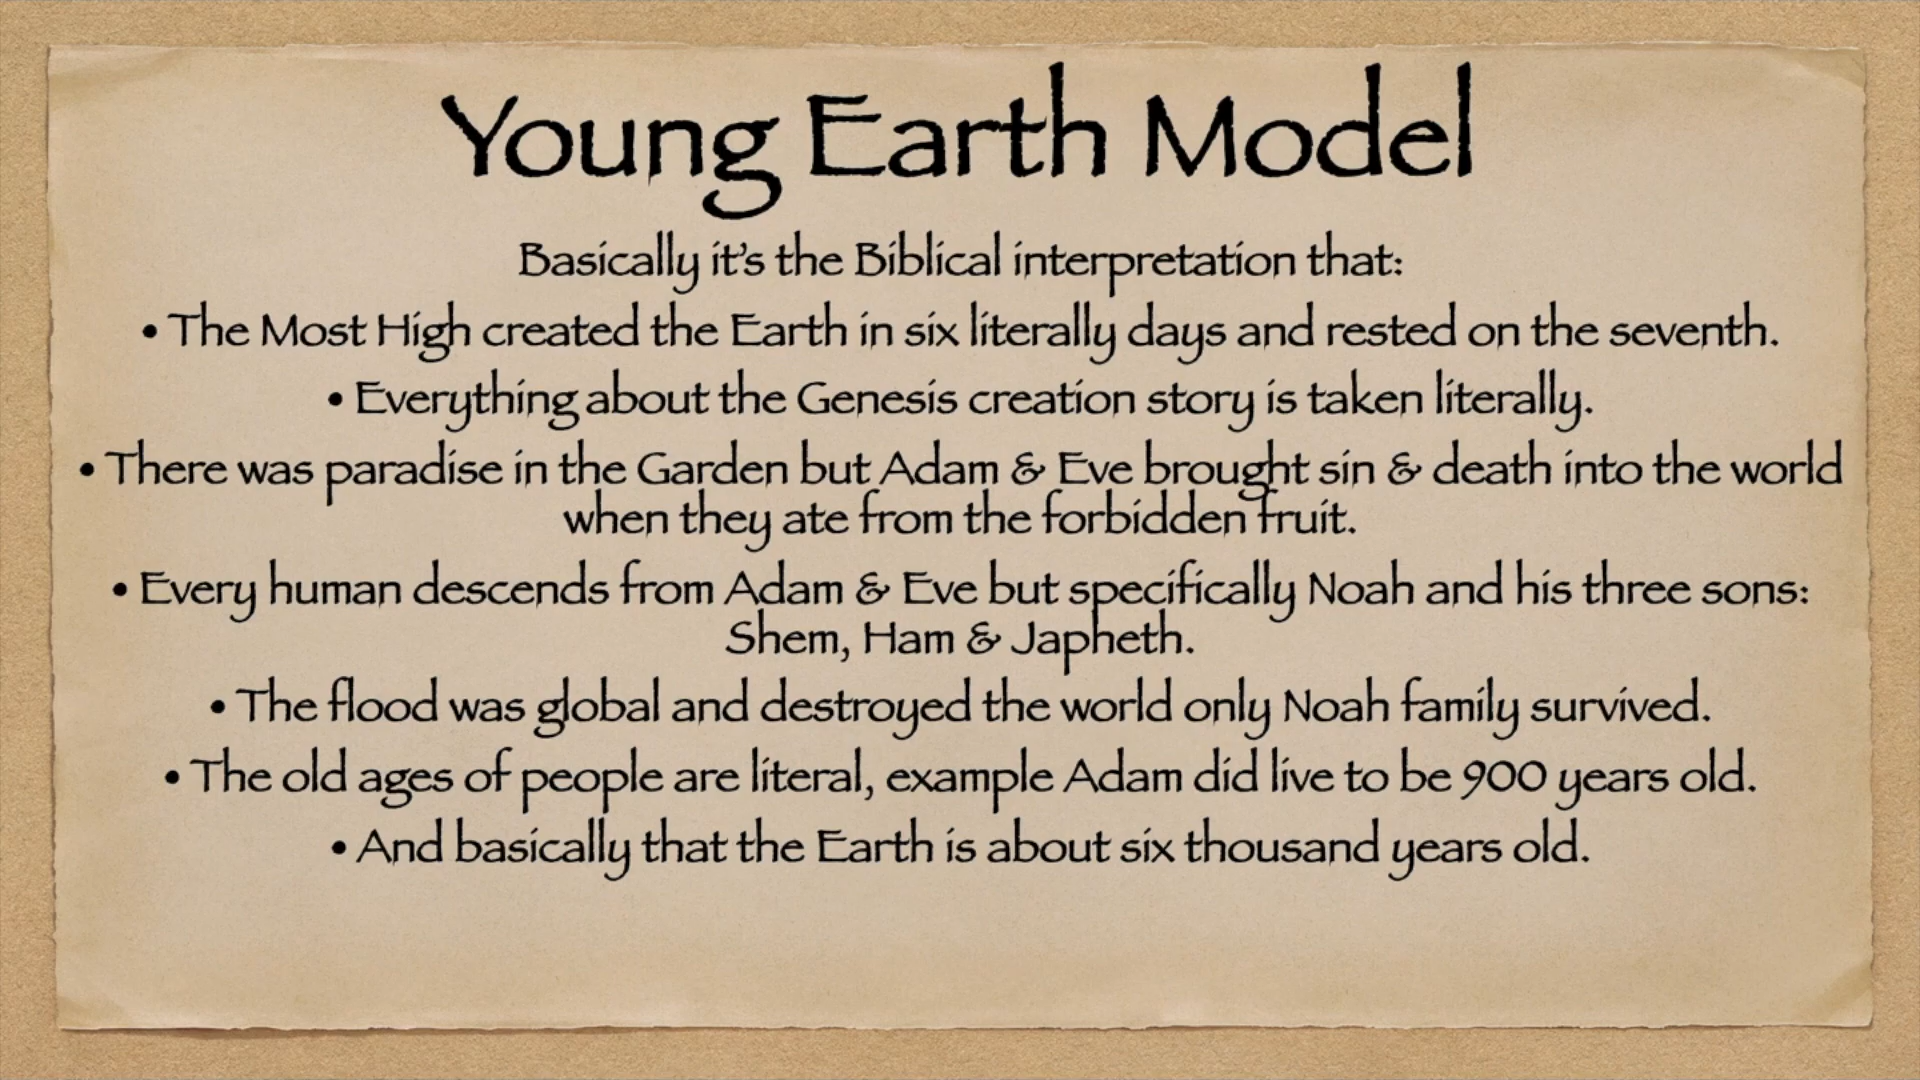 Young Earth Model
Basically it's the Biblical interpretation that:
• The Most High created the Earth in six literally days and rested on the seventh.
• Everything about the Genesis creation story is taken literally.
• There was paradise in the Garden but Adam & Eve brought sin & death into the world
when they ate from the forbidden fruit.
• Every human descends from Adam & Eve but specifically Noah and his three sons:
Shem, Ham & Japheth.
• The flood was global and destroyed the world only Noah family survived.
• The old ages of people are literal, example Adam did live to be 900 years old.
• And basically that the Earth is about six thousand years old.